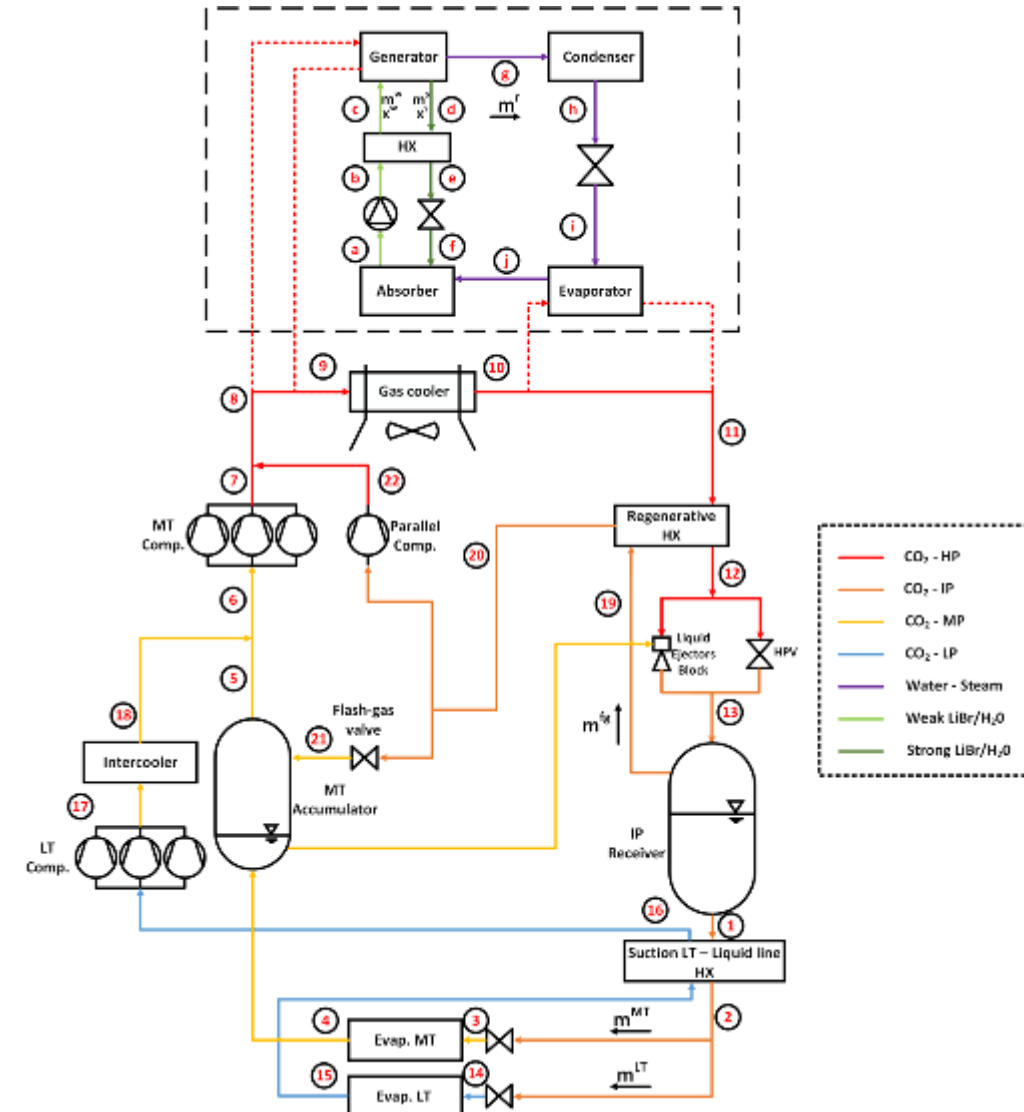 Generator
Condenser
g
c
m^w
x^w
m^s
x^s
d
m^r
h
HX
b
e
i
a
f
j
Absorber
Evaporator
9
10
8
Gas cooler
11
7
22
MT
Comp.
Parallel
Comp.
20
Regenerative
HX
12
6
19
Liquid
Ejectors
Block
HPV
5
18
Flash-gas
valve
m^fg
13
Intercooler
21
MT
Accumulator
17
LT
Comp.
IP
Receiver
16
1
Suction LT – Liquid line
HX
2
4
3
m^MT
Evap. MT
15
14
m^LT
Evap. LT
CO₂ - HP
CO₂ - IP
CO₂ - MP
CO₂ - LP
Water - Steam
Weak LiBr/H₂0
Strong LiBr/H₂0